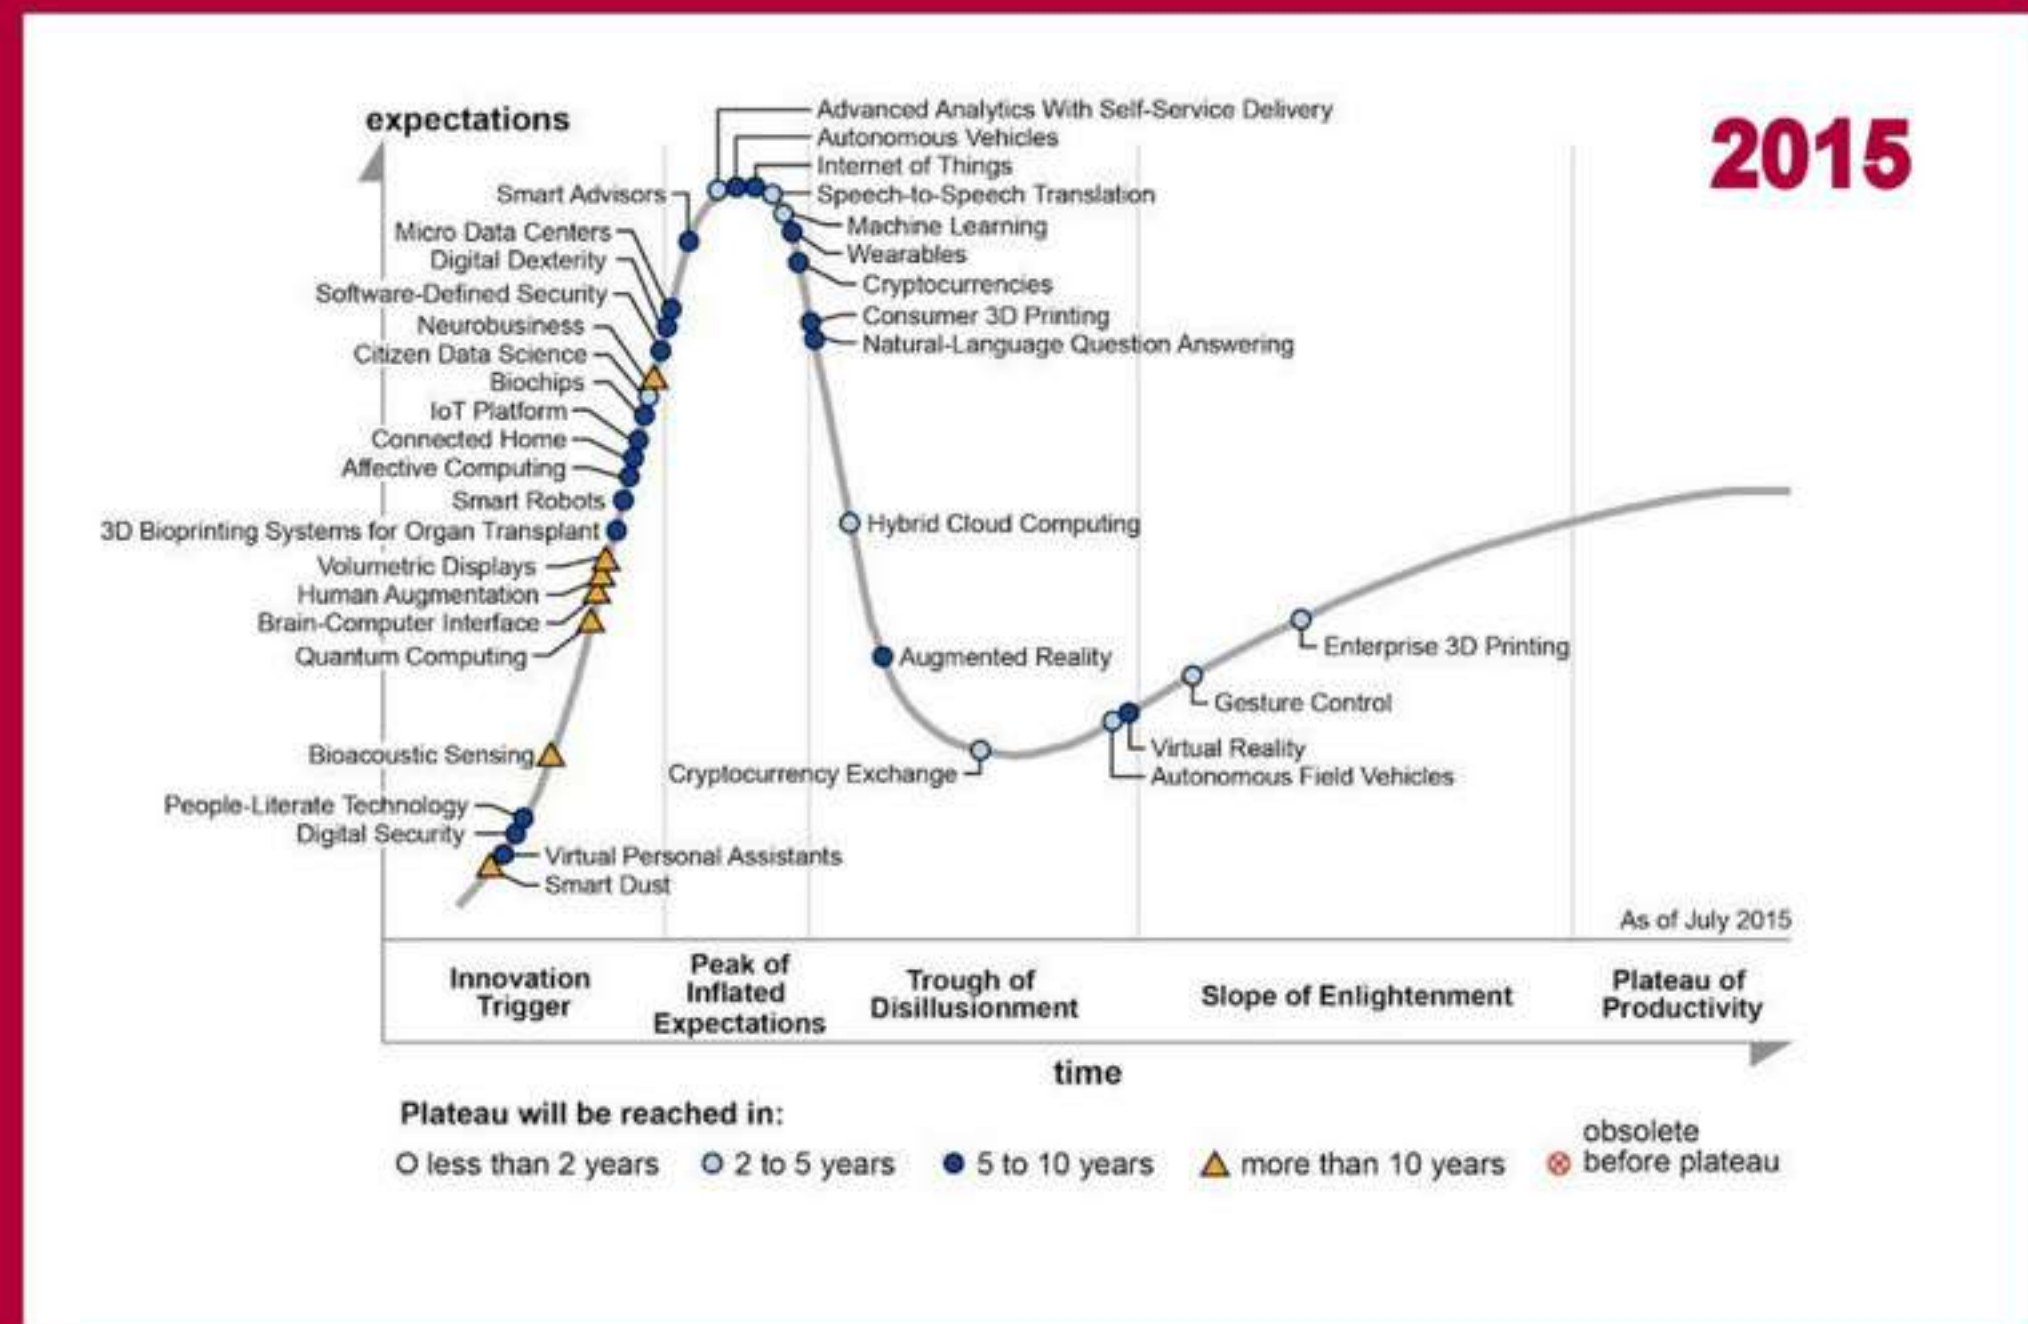 2015
expectations
Advanced Analytics With Self-Service Delivery
Autonomous Vehicles
Internet of Things
Speech-to-Speech Translation
Machine Learning
Wearables
Cryptocurrencies
Consumer 3D Printing
Natural-Language Question Answering
Smart Advisors
Micro Data Centers
Digital Dexterity
Software-Defined Security
Neurobusiness
Citizen Data Science
Biochips
IoT Platform
Connected Home
Affective Computing
Smart Robots
3D Bioprinting Systems for Organ Transplant
Volumetric Displays
Human Augmentation
Brain-Computer Interface
Quantum Computing
Bioacoustic Sensing
People-Literate Technology
Digital Security
Virtual Personal Assistants
Smart Dust
Hybrid Cloud Computing
Augmented Reality
Cryptocurrency Exchange
Enterprise 3D Printing
Gesture Control
Virtual Reality
Autonomous Field Vehicles
As of July 2015
Innovation
Trigger
Peak of
Inflated
Expectations
Trough of
Disillusionment
Slope of Enlightenment
Plateau of
Productivity
time
Plateau will be reached in:
less than 2 years
2 to 5 years
5 to 10 years
more than 10 years
obsolete
before plateau